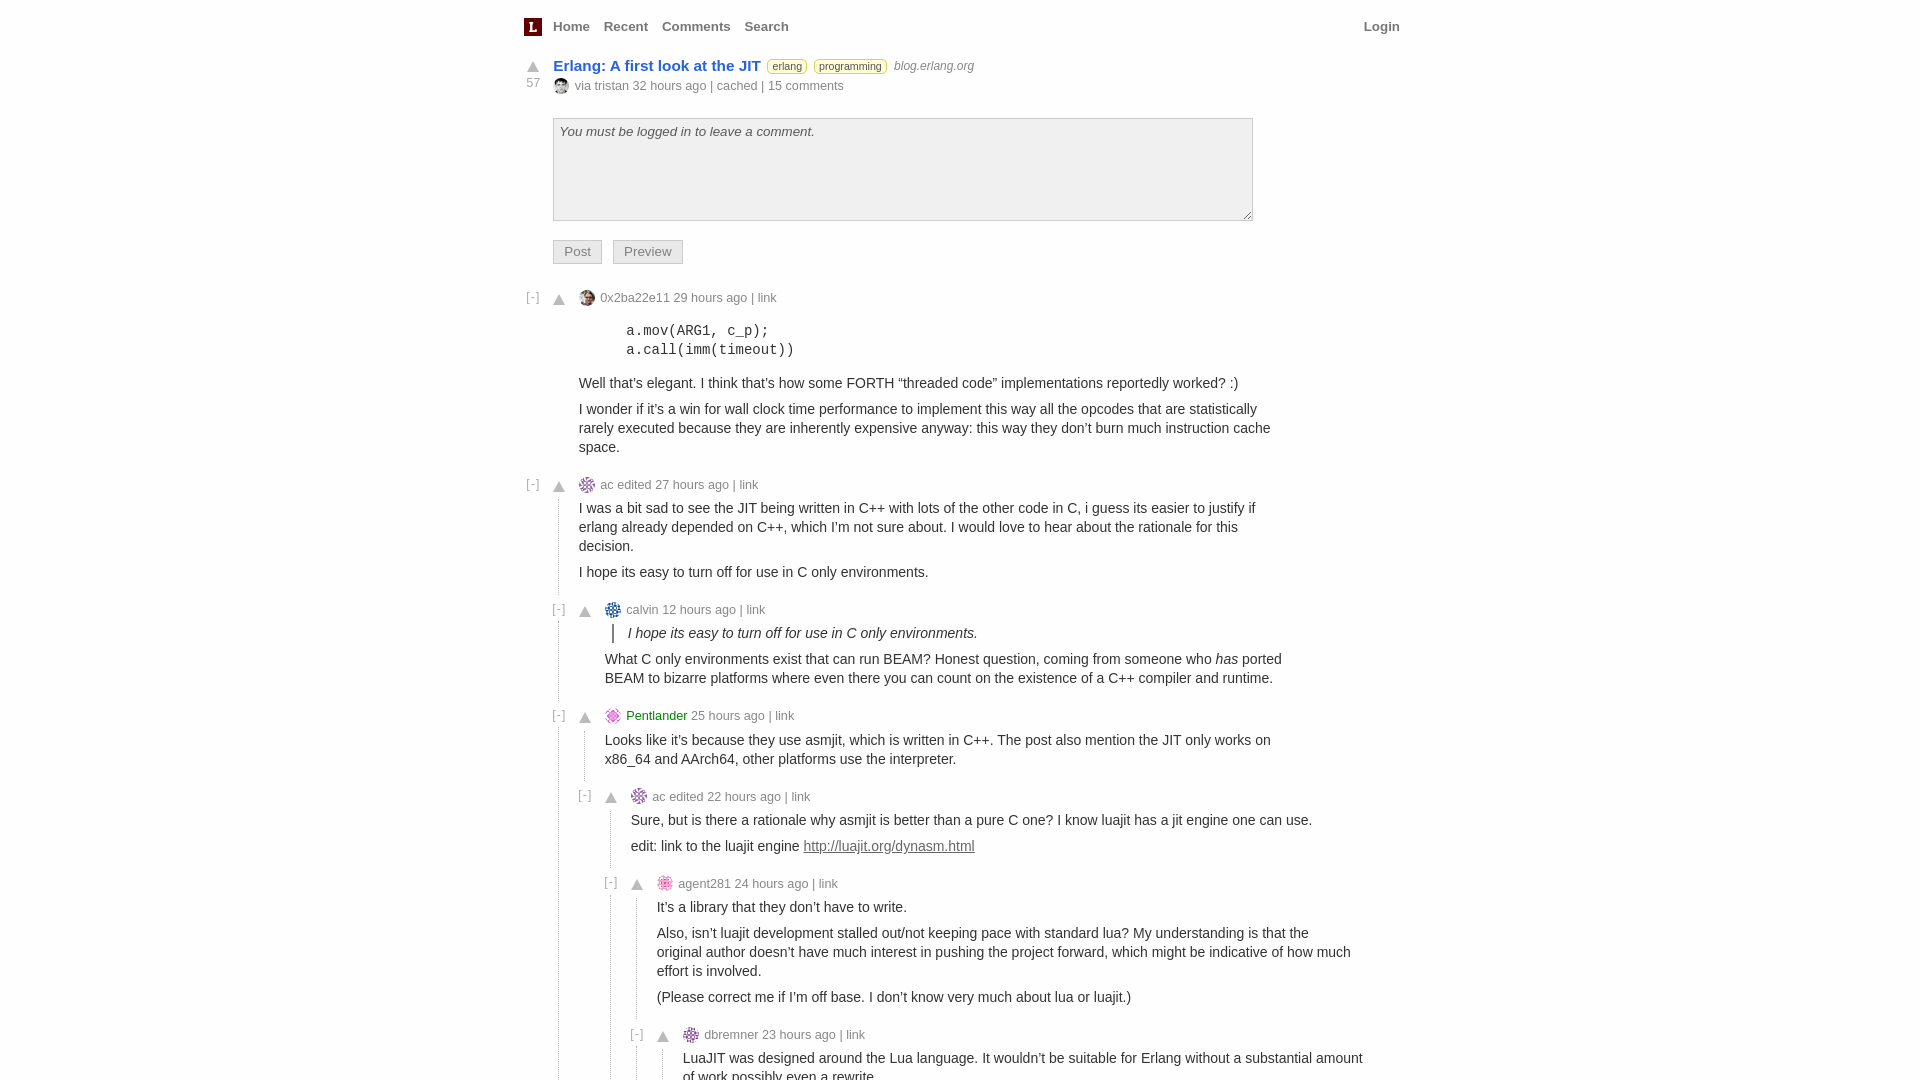 L Home Recent Comments Search Login
Erlang: A first look at the JIT erlang programming blog.erlang.org
57
via tristan 32 hours ago | cached | 15 comments
You must be logged in to leave a comment.
Post Preview
[-] 0x2ba22e11 29 hours ago | link
a.mov(ARG1, c_p);
a.call(imm(timeout))
Well that’s elegant. I think that’s how some FORTH “threaded code” implementations reportedly worked? :)
I wonder if it’s a win for wall clock time performance to implement this way all the opcodes that are statistically
rarely executed because they are inherently expensive anyway: this way they don’t burn much instruction cache
space.
[-] ac edited 27 hours ago | link
I was a bit sad to see the JIT being written in C++ with lots of the other code in C, i guess its easier to justify if
erlang already depended on C++, which I’m not sure about. I would love to hear about the rationale for this
decision.
I hope its easy to turn off for use in C only environments.
[-] calvin 12 hours ago | link
I hope its easy to turn off for use in C only environments.
What C only environments exist that can run BEAM? Honest question, coming from someone who has ported
BEAM to bizarre platforms where even there you can count on the existence of a C++ compiler and runtime.
[-] Pentlander 25 hours ago | link
Looks like it’s because they use asmjit, which is written in C++. The post also mention the JIT only works on
x86_64 and AArch64, other platforms use the interpreter.
[-] ac edited 22 hours ago | link
Sure, but is there a rationale why asmjit is better than a pure C one? I know luajit has a jit engine one can use.
edit: link to the luajit engine http://luajit.org/dynasm.html
[-] agent281 24 hours ago | link
It’s a library that they don’t have to write.
Also, isn’t luajit development stalled out/not keeping pace with standard lua? My understanding is that the
original author doesn’t have much interest in pushing the project forward, which might be indicative of how much
effort is involved.
(Please correct me if I’m off base. I don’t know very much about lua or luajit.)
[-] dbremner 23 hours ago | link
LuaJIT was designed around the Lua language. It wouldn’t be suitable for Erlang without a substantial amount
of work possibly even a rewrite